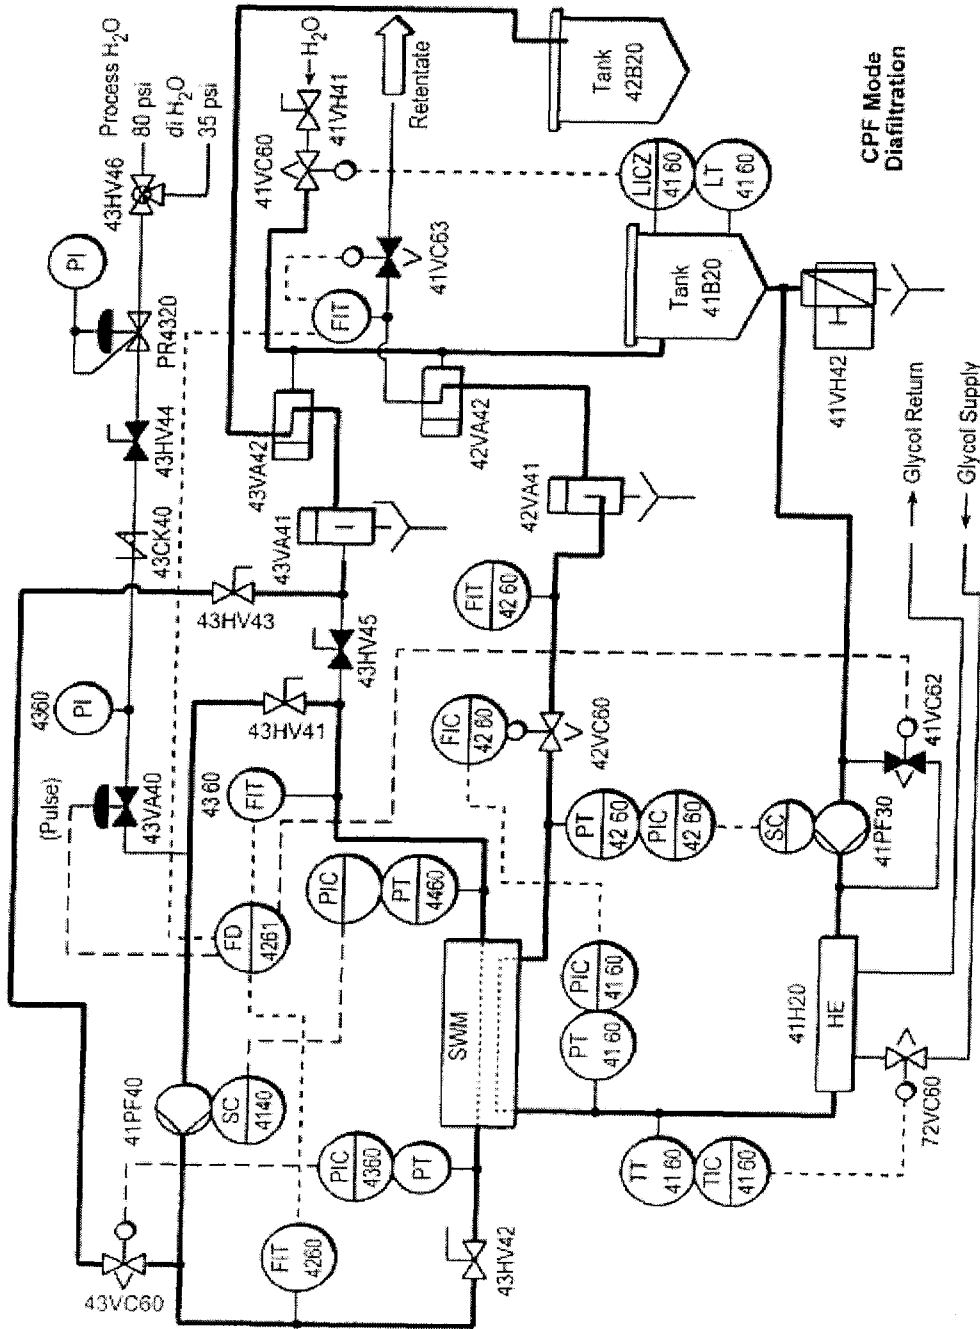 43HV46
Process H2O
80 psi
di H2O
35 psi
PI
PR4320
43HV44
43CK40
PI
4360
(Pulse)
43VA40
H2O
41VH41
41VC60
Retentate
41VC63
FIT
Tank
42B20
CPF Mode
Diafiltration
LICZ
41 60
LT
41 60
Tank
41B20
41VH42
43VA42
42VA42
43VA41
42VA41
43HV43
43HV45
43HV41
FIT
42 60
FIC
42 60
42VC60
FIT
43 60
FD
4261
PIC
PT
4460
PT
42 60
PIC
42 60
SC
41PF30
41VC62
Glycol Return
Glycol Supply
SWM
PIC
41 60
PT
41 60
41H20
HE
72VC60
TT
41 60
TIC
41 60
41PF40
SC
4140
PIC
4360
PT
43HV42
FIT
4260
43VC60